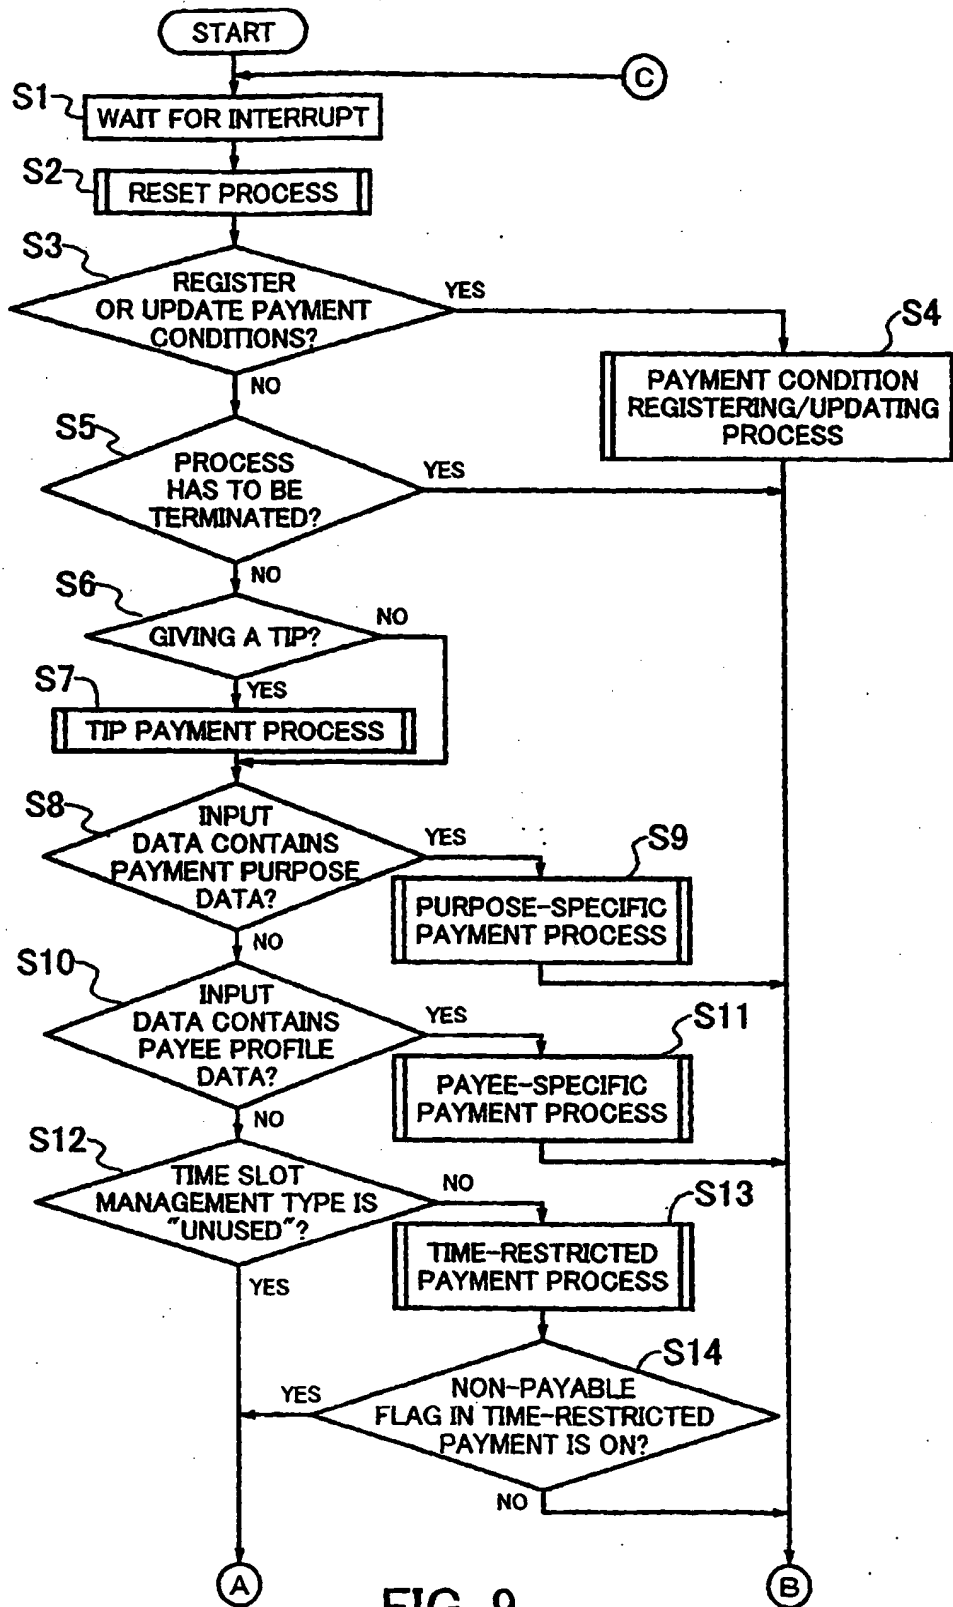 START
C
S1
WAIT FOR INTERRUPT
S2
RESET PROCESS
S3
REGISTER
OR UPDATE PAYMENT
CONDITIONS?
YES
NO
S4
PAYMENT CONDITION
REGISTERING/UPDATING
PROCESS
S5
PROCESS
HAS TO BE
TERMINATED?
YES
NO
S6
GIVING A TIP?
NO
YES
S7
TIP PAYMENT PROCESS
S8
INPUT
DATA CONTAINS
PAYMENT PURPOSE
DATA?
YES
NO
S9
PURPOSE-SPECIFIC
PAYMENT PROCESS
S10
INPUT
DATA CONTAINS
PAYEE PROFILE
DATA?
YES
NO
S11
PAYEE-SPECIFIC
PAYMENT PROCESS
S12
TIME SLOT
MANAGEMENT TYPE IS
"UNUSED"?
NO
YES
S13
TIME-RESTRICTED
PAYMENT PROCESS
S14
NON-PAYABLE
FLAG IN TIME-RESTRICTED
PAYMENT IS ON?
YES
NO
A
B
FIG. 9